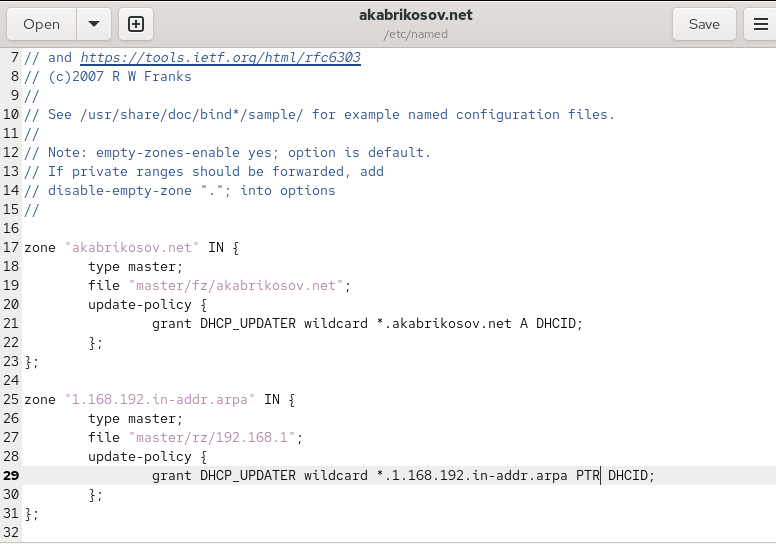 Open
akabrikosov.net
/etc/named
Save
7 // and https://tools.ietf.org/html/rfc6303
8 // (c)2007 R W Franks
9 //
10 // See /usr/share/doc/bind*/sample/ for example named configuration files.
11 //
12 // Note: empty-zones-enable yes; option is default.
13 // If private ranges should be forwarded, add
14 // disable-empty-zone "."; into options
15 //
16
17 zone "akabrikosov.net" IN {
18         type master;
19         file "master/fz/akabrikosov.net";
20         update-policy {
21                 grant DHCP_UPDATER wildcard *.akabrikosov.net A DHCID;
22         };
23 };
24
25 zone "1.168.192.in-addr.arpa" IN {
26         type master;
27         file "master/rz/192.168.1";
28         update-policy {
29                 grant DHCP_UPDATER wildcard *.1.168.192.in-addr.arpa PTR DHCID;
30         };
31 };
32